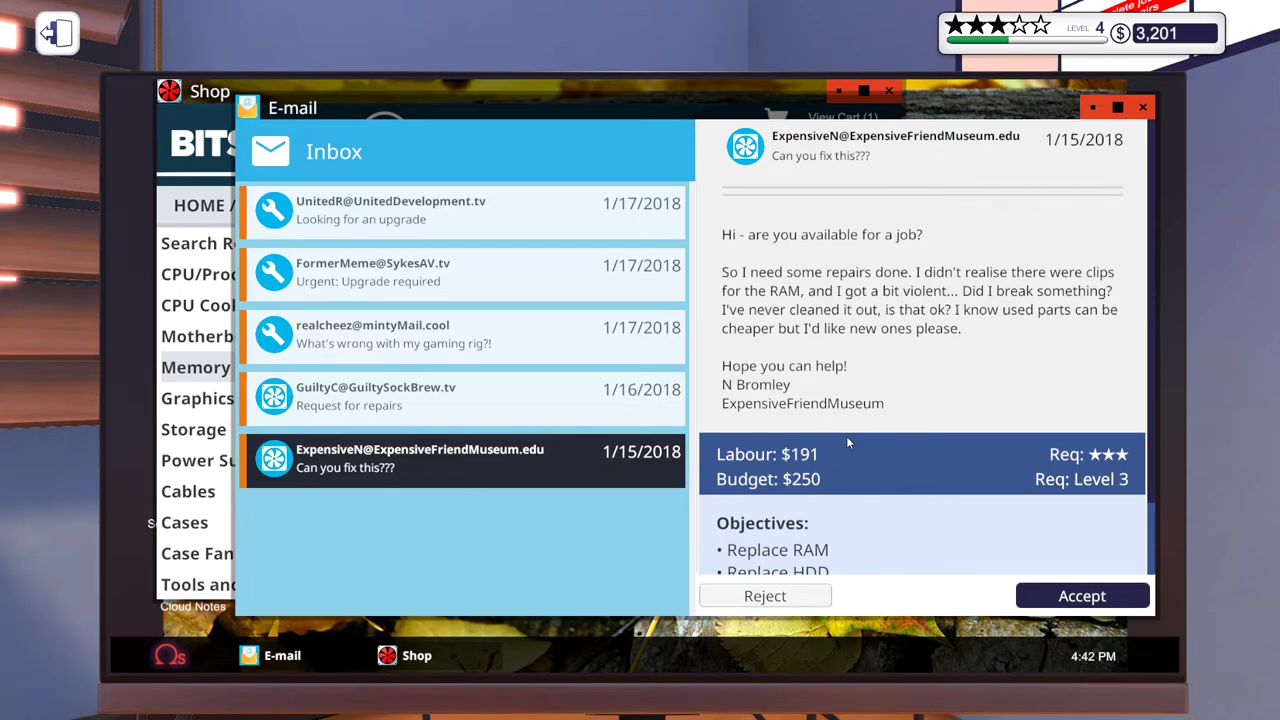 LEVEL 4
$ 3,201
Shop
E-mail
View Cart (1)
BITS
HOME /
Search R
CPU/Proc
CPU Cool
Motherb
Memory
Graphics
Storage
Power Su
Cables
Cases
Case Fan
Tools and
Cloud Notes
Inbox
UnitedR@UnitedDevelopment.tv 1/17/2018
Looking for an upgrade
FormerMeme@SykesAV.tv 1/17/2018
Urgent: Upgrade required
realcheez@mintyMail.cool 1/17/2018
What's wrong with my gaming rig?!
GuiltyC@GuiltySockBrew.tv 1/16/2018
Request for repairs
ExpensiveN@ExpensiveFriendMuseum.edu 1/15/2018
Can you fix this???
ExpensiveN@ExpensiveFriendMuseum.edu 1/15/2018
Can you fix this???
Hi - are you available for a job?
So I need some repairs done. I didn't realise there were clips
for the RAM, and I got a bit violent... Did I break something?
I've never cleaned it out, is that ok? I know used parts can be
cheaper but I'd like new ones please.
Hope you can help!
N Bromley
ExpensiveFriendMuseum
Labour: $191 Req: ★★★
Budget: $250 Req: Level 3
Objectives:
• Replace RAM
• Replace HDD
Reject Accept
E-mail Shop 4:42 PM